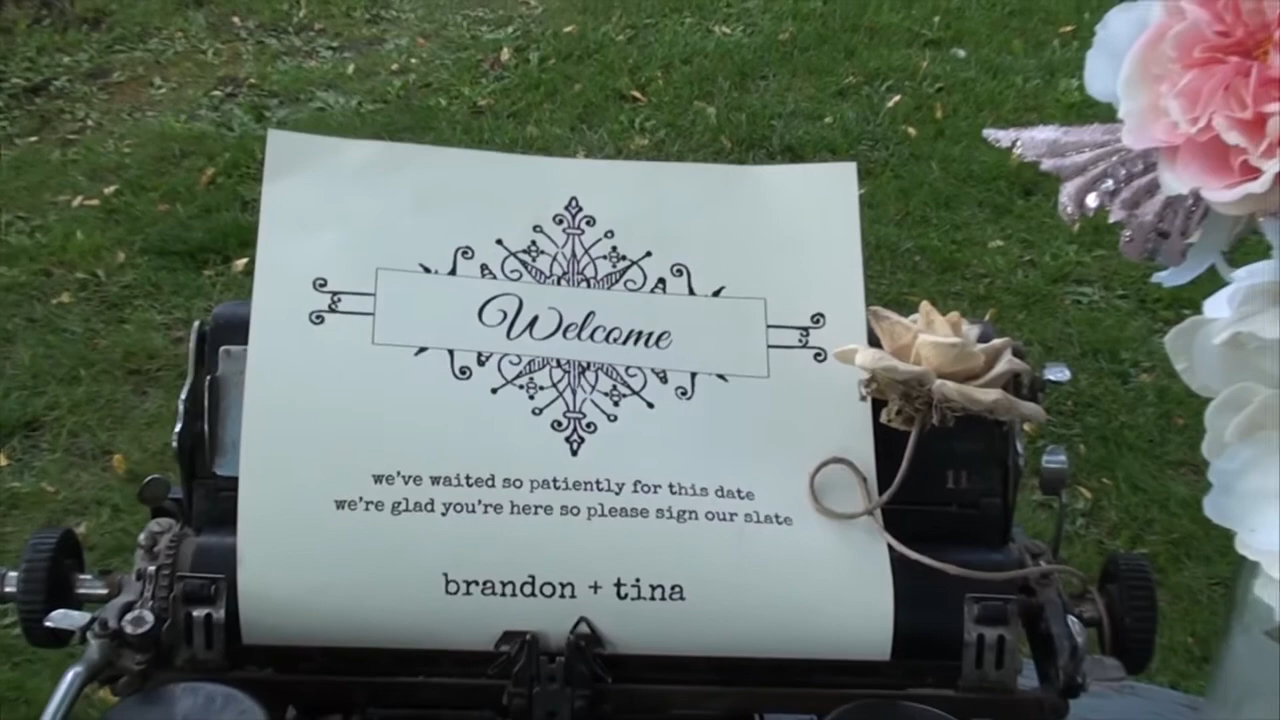 Welcome
we've waited so patiently for this date
we're glad you're here so please sign our slate
brandon + tina
11